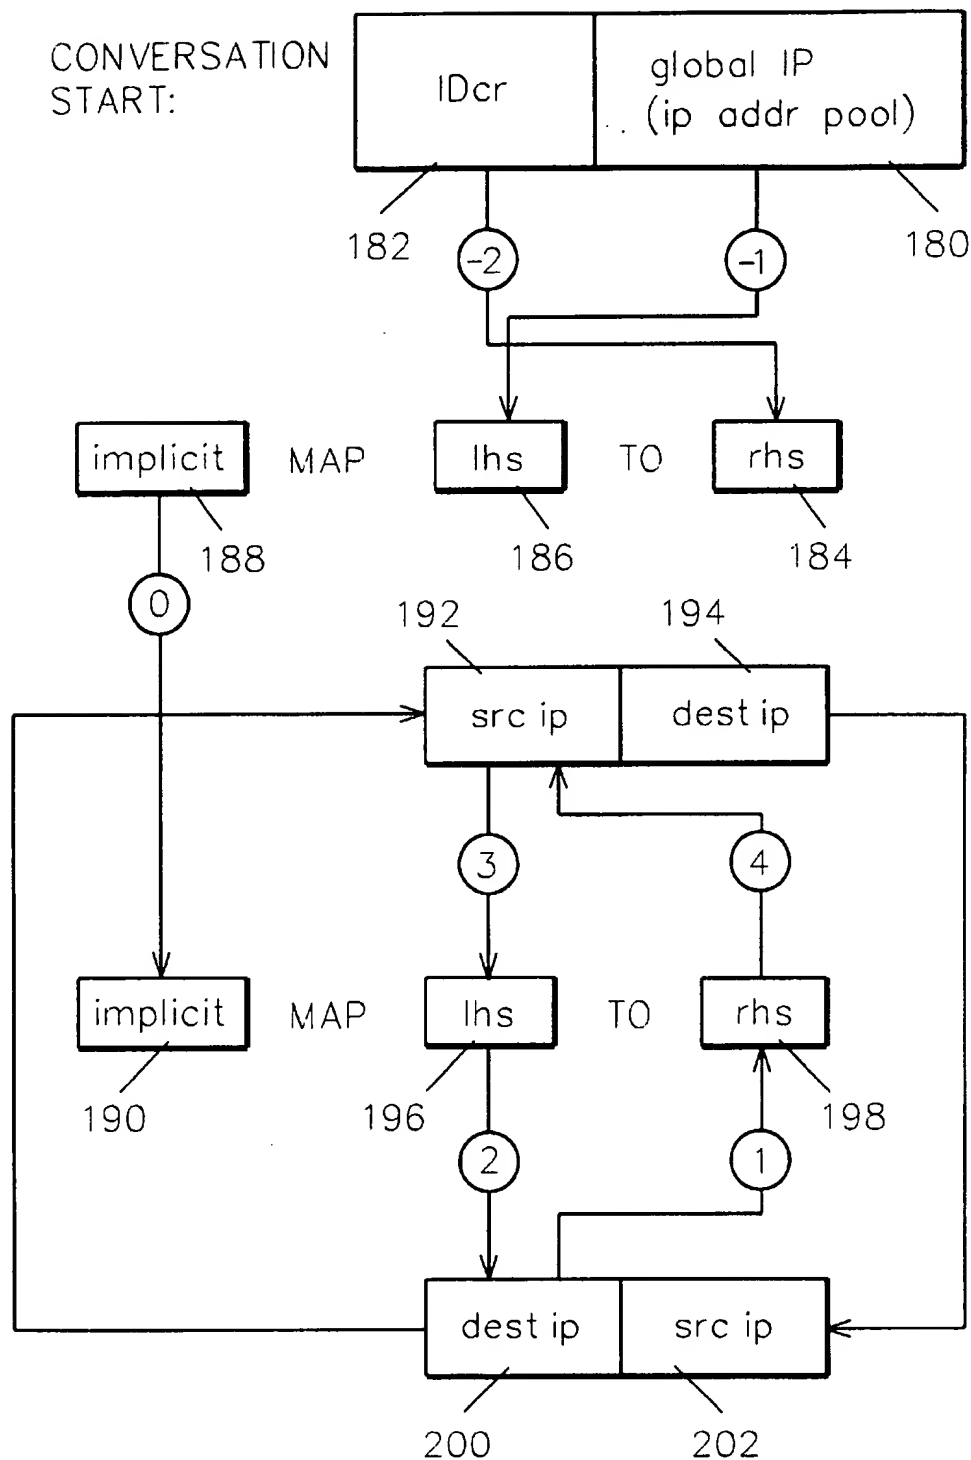 CONVERSATION
START:
IDcr
global IP
(ip addr pool)
182
180
-2
-1
implicit MAP lhs TO rhs
188
186
184
0
192
194
src ip
dest ip
3
4
implicit MAP lhs TO rhs
190
196
198
2
1
dest ip
src ip
200
202